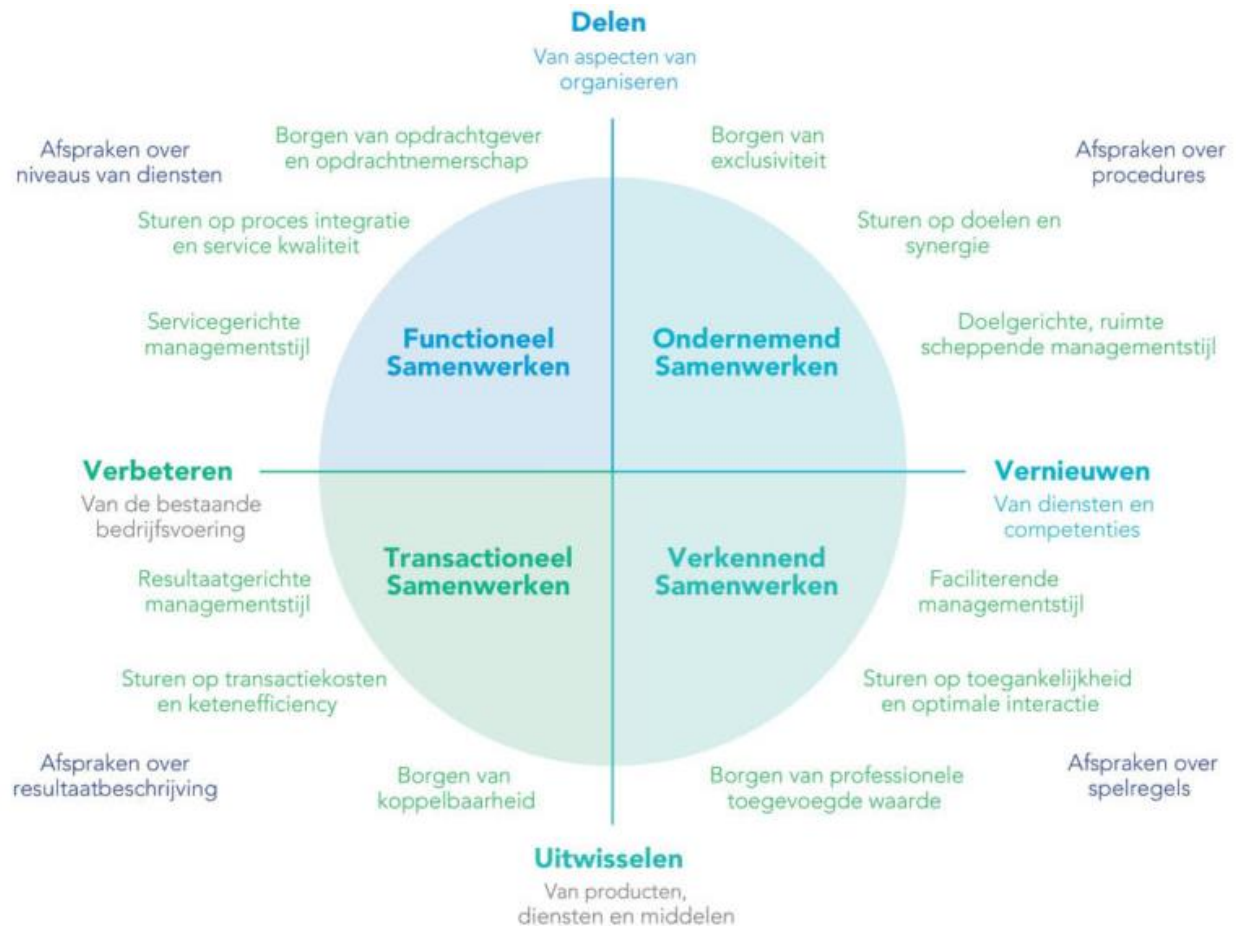 Delen
Van aspecten van
organiseren
Afspraken over
niveaus van diensten
Borgen van opdrachtgever
en opdrachtnemerschap
Borgen van
exclusiviteit
Afspraken over
procedures
Sturen op proces integratie
en service kwaliteit
Sturen op doelen en
synergie
Servicegerichte
managementstijl
Functioneel
Samenwerken
Ondernemend
Samenwerken
Doelgerichte, ruimte
scheppende managementstijl
Verbeteren
Van de bestaande
bedrijfsvoering
Vernieuwen
Van diensten en
competenties
Resultaatgerichte
managementstijl
Transactioneel
Samenwerken
Verkennend
Samenwerken
Faciliterende
managementstijl
Sturen op transactiekosten
en ketenefficiency
Sturen op toegankelijkheid
en optimale interactie
Afspraken over
resultaatbeschrijving
Borgen van
koppelbaarheid
Borgen van professionele
toegevoegde waarde
Afspraken over
spelregels
Uitwisselen
Van producten,
diensten en middelen